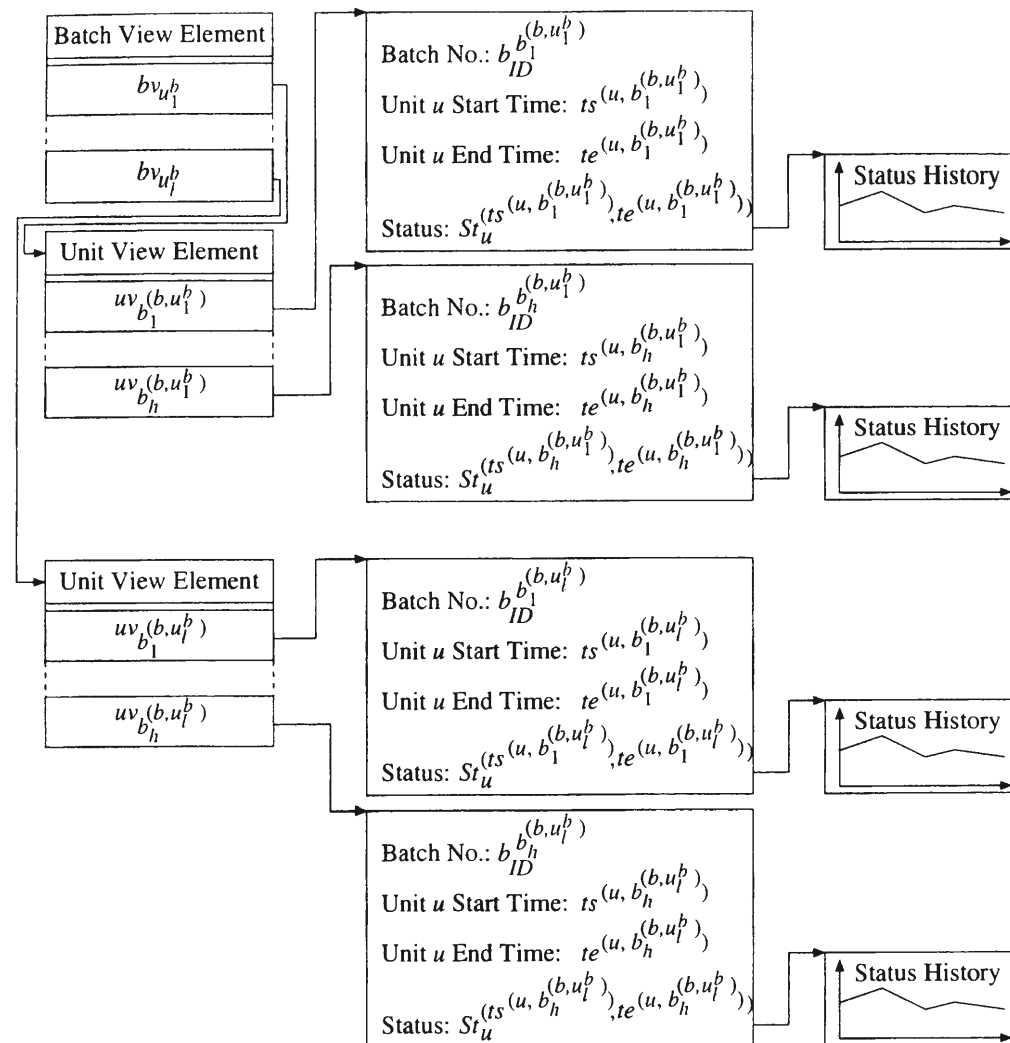 Batch View Element
bv_{u_1^b}
bv_{u_l^b}
Unit View Element
uv_{b_1^{(b,u_1^b)}}
uv_{b_h^{(b,u_1^b)}}
Batch No.: b_{ID}^{b_1^{(b,u_1^b)}}
Unit u Start Time: ts^{(u, b_1^{(b,u_1^b)})}
Unit u End Time: te^{(u, b_1^{(b,u_1^b)})}
Status: St_u^{(ts^{(u, b_1^{(b,u_1^b)})},te^{(u, b_1^{(b,u_1^b)})})}
Status History
Batch No.: b_{ID}^{b_h^{(b,u_1^b)}}
Unit u Start Time: ts^{(u, b_h^{(b,u_1^b)})}
Unit u End Time: te^{(u, b_h^{(b,u_1^b)})}
Status: St_u^{(ts^{(u, b_h^{(b,u_1^b)})},te^{(u, b_h^{(b,u_1^b)})})}
Status History
Unit View Element
uv_{b_1^{(b,u_l^b)}}
uv_{b_h^{(b,u_l^b)}}
Batch No.: b_{ID}^{b_1^{(b,u_l^b)}}
Unit u Start Time: ts^{(u, b_1^{(b,u_l^b)})}
Unit u End Time: te^{(u, b_1^{(b,u_l^b)})}
Status: St_u^{(ts^{(u, b_1^{(b,u_l^b)})},te^{(u, b_1^{(b,u_l^b)})})}
Status History
Batch No.: b_{ID}^{b_h^{(b,u_l^b)}}
Unit u Start Time: ts^{(u, b_h^{(b,u_l^b)})}
Unit u End Time: te^{(u, b_h^{(b,u_l^b)})}
Status: St_u^{(ts^{(u, b_h^{(b,u_l^b)})},te^{(u, b_h^{(b,u_l^b)})})}
Status History